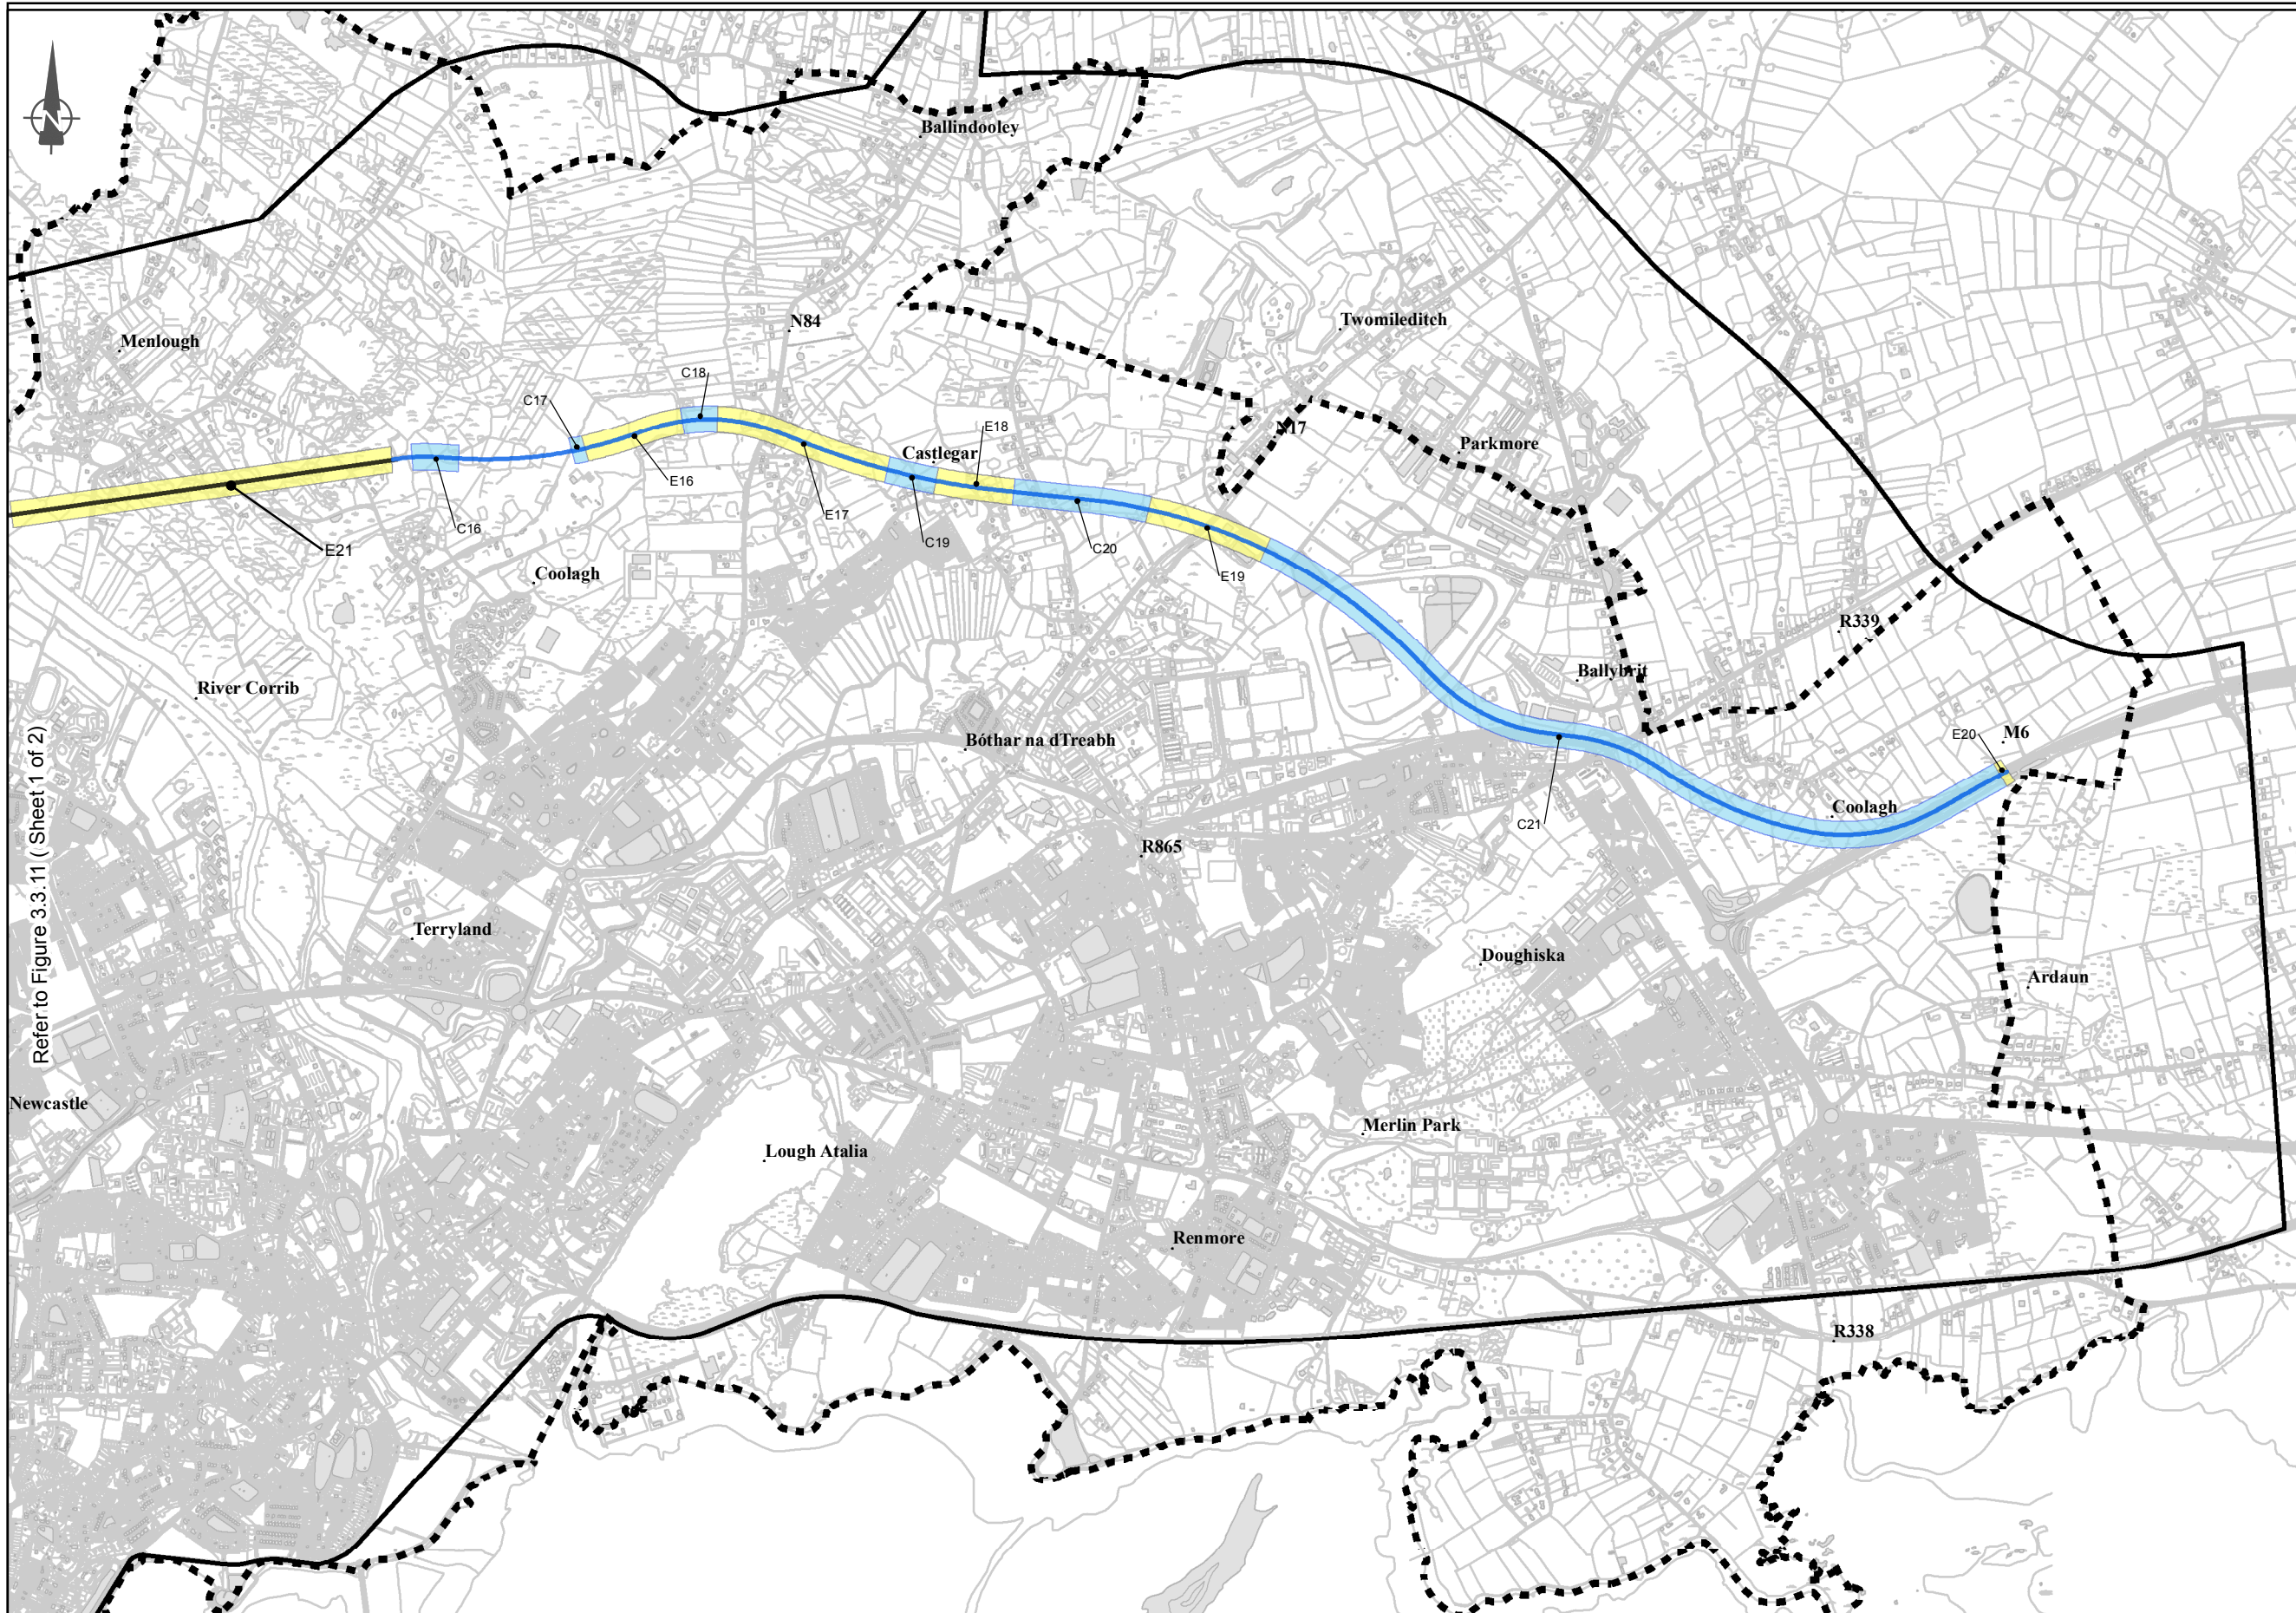 N
Ballindooley
N84
Twomileditch
Menlough
C18
C17
N17
Parkmore
E18
Castlegar
E16
E17
C16
C19
C20
E21
E19
Coolagh
R339
Ballybrit
River Corrib
Bóthar na dTreabh
E20
M6
Coolagh
C21
R865
Refer to Figure 3.3.11 ( Sheet 1 of 2)
Terryland
Doughiska
Ardaun
Newcastle
Merlin Park
Lough Atalia
Renmore
R338